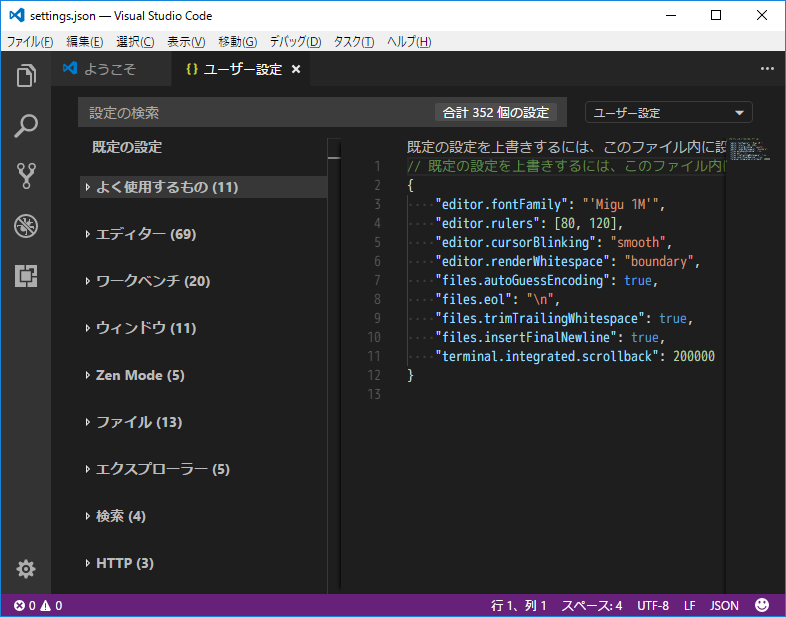 settings.json — Visual Studio Code
ファイル(F) 編集(E) 選択(C) 表示(V) 移動(G) デバッグ(D) タスク(T) ヘルプ(H)
ようこそ
{} ユーザー設定 ×
設定の検索
合計 352 個の設定
ユーザー設定
既定の設定
よく使用するもの (11)
エディター (69)
ワークベンチ (20)
ウィンドウ (11)
Zen Mode (5)
ファイル (13)
エクスプローラー (5)
検索 (4)
HTTP (3)
既定の設定を上書きするには、このファイル内に設
1 // 既定の設定を上書きするには、このファイル内
2 {
3 "editor.fontFamily": "'Migu 1M'",
4 "editor.rulers": [80, 120],
5 "editor.cursorBlinking": "smooth",
6 "editor.renderWhitespace": "boundary",
7 "files.autoGuessEncoding": true,
8 "files.eol": "\n",
9 "files.trimTrailingWhitespace": true,
10 "files.insertFinalNewline": true,
11 "terminal.integrated.scrollback": 200000
12 }
13
0 0
行 1、列 1 スペース: 4 UTF-8 LF JSON